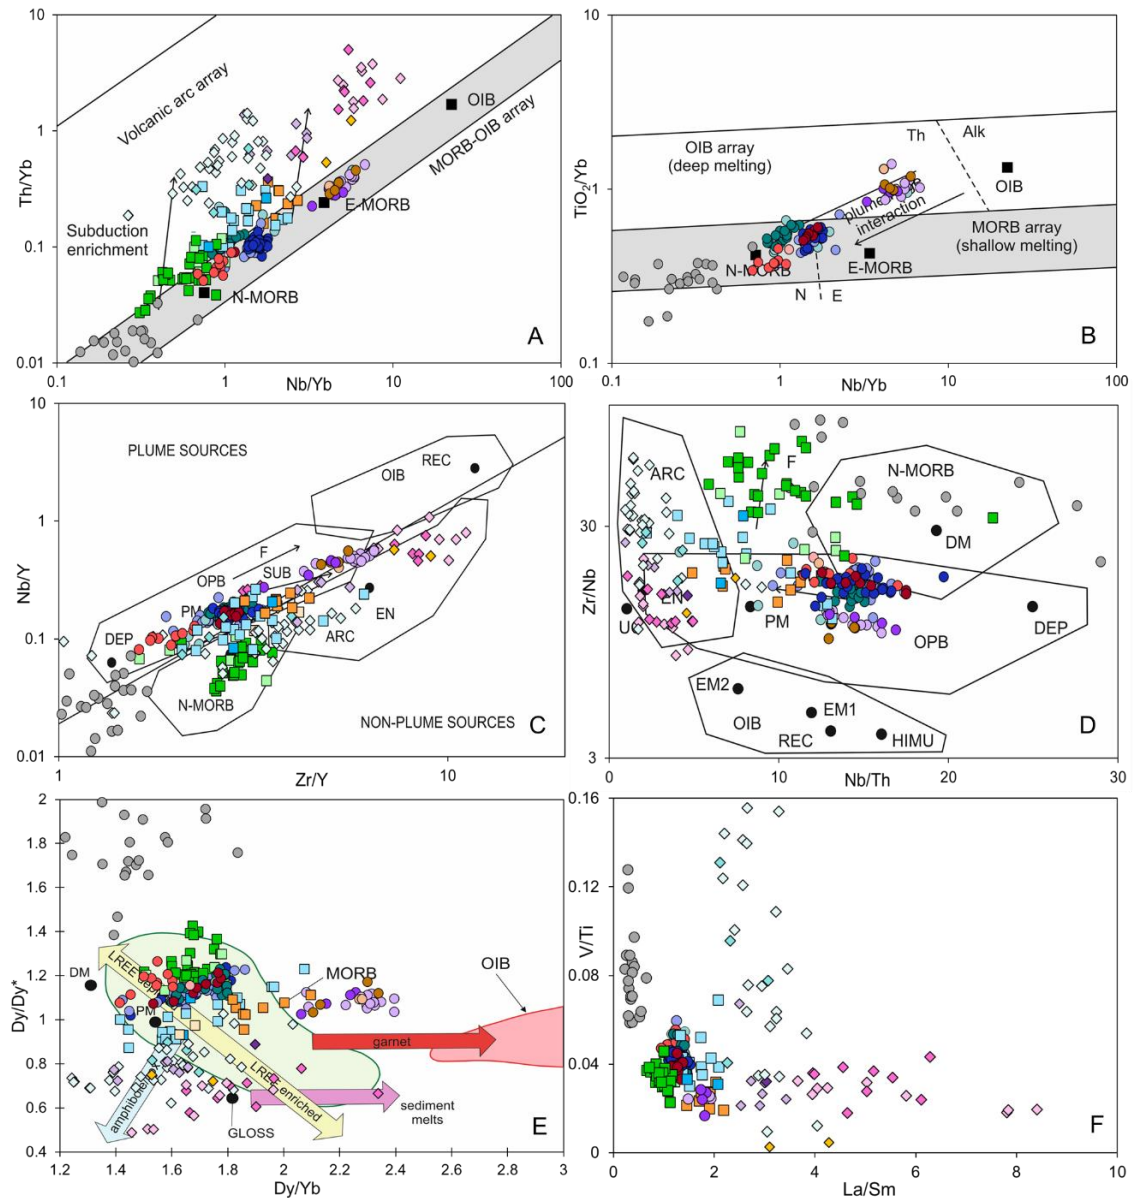 10
1
0.1
0.01
Th/Yb
Volcanic arc array
Subduction
enrichment
OIB
MORB-OIB array
E-MORB
N-MORB
A
0.1
1
10
100
Nb/Yb
10
1
0.1
TiO2/Yb
OIB array
(deep melting)
Th
Alk
OIB
interaction
MORB array
(shallow melting)
N-MORB
E-MORB
N
E
B
0.1
1
10
100
Nb/Yb
10
1
0.1
0.01
Nb/Y
PLUME SOURCES
REC
OIB
F
OPB
SUB
PM
EN
DEP
ARC
N-MORB
NON-PLUME SOURCES
C
1
10
Zr/Y
30
3
Zr/Nb
ARC
F
N-MORB
DM
EN
UC
PM
DEP
OPB
EM2
EM1
OIB
REC
HIMU
D
0
10
20
30
Nb/Th
2
1.8
1.6
1.4
1.2
1
0.8
0.6
0.4
Dy/Dy*
DM
PM
MORB
OIB
garnet
LREE enriched
sediment
melts
GLOSS
E
1.2
1.4
1.6
1.8
2
2.2
2.4
2.6
2.8
3
Dy/Yb
0.16
0.12
0.08
0.04
0
V/Ti
F
0
2
4
6
8
10
La/Sm